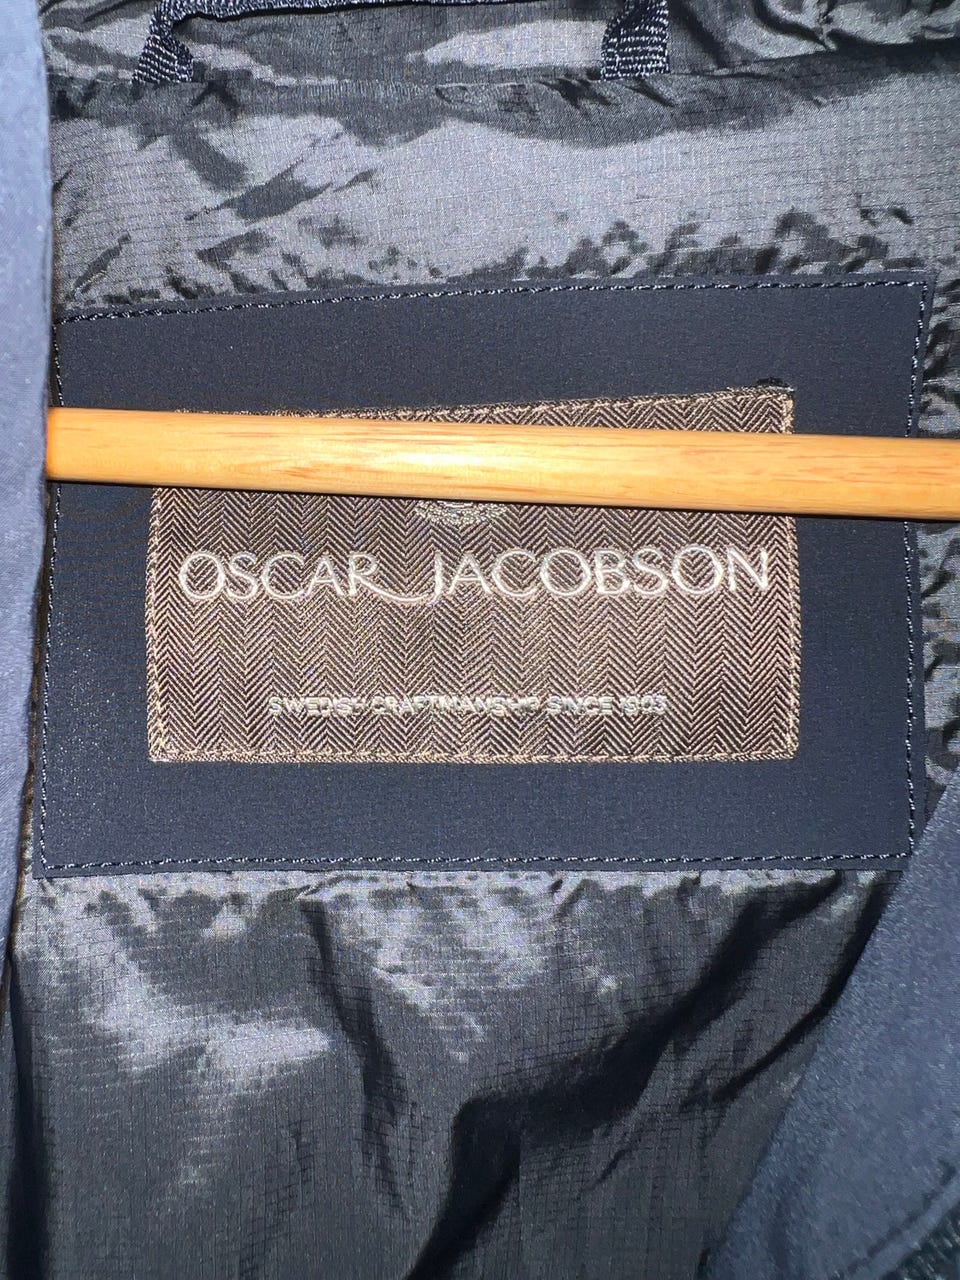 OSCAR JACOBSON
SWEDISH CRAFTMANSHIP SINCE 1903